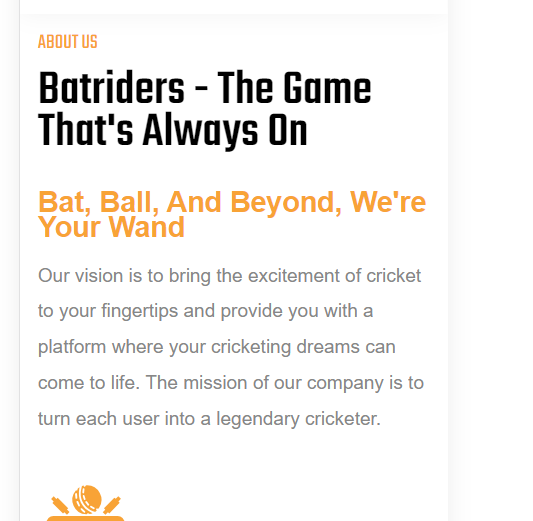 ABOUT US
Batriders - The Game
That's Always On
Bat, Ball, And Beyond, We're
Your Wand
Our vision is to bring the excitement of cricket
to your fingertips and provide you with a
platform where your cricketing dreams can
come to life. The mission of our company is to
turn each user into a legendary cricketer.